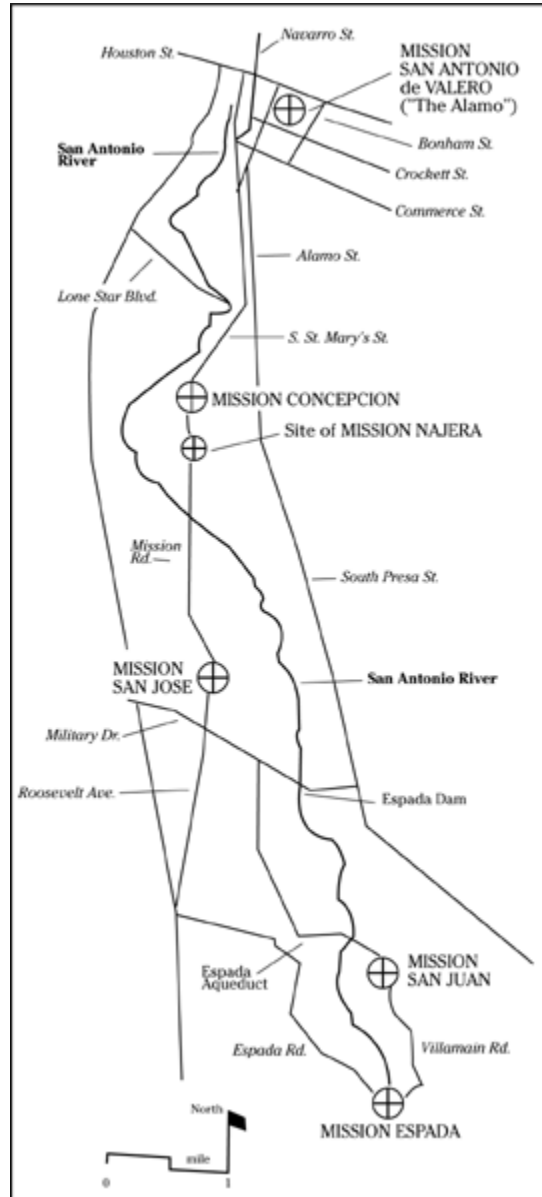 Navarro St.
Houston St.
MISSION
SAN ANTONIO
de VALERO
("The Alamo")
San Antonio
River
Bonham St.
Crockett St.
Commerce St.
Alamo St.
Lone Star Blvd.
S. St. Mary's St.
MISSION CONCEPCION
Site of MISSION NAJERA
Mission
Rd.
South Presa St.
MISSION
SAN JOSE
San Antonio River
Military Dr.
Roosevelt Ave.
Espada Dam
Espada
Aqueduct
MISSION
SAN JUAN
Espada Rd.
Villamain Rd.
MISSION ESPADA
North
mile
0
1